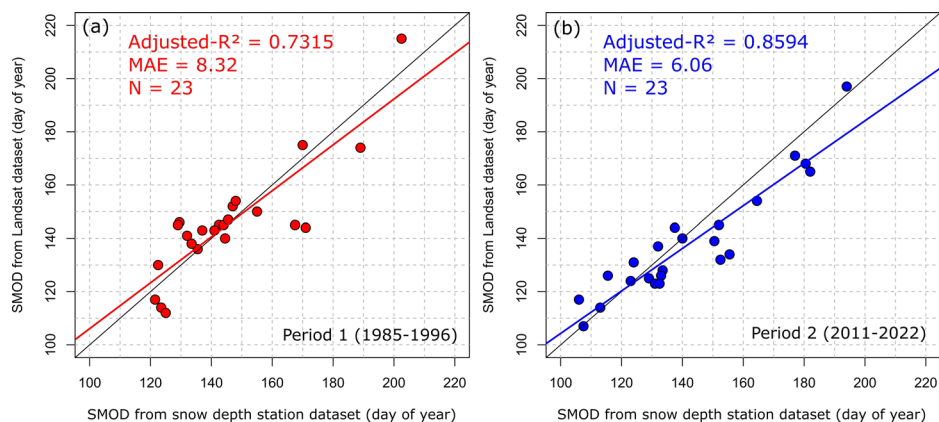 (a)
Adjusted-R² = 0.7315
MAE = 8.32
N = 23
Period 1 (1985-1996)
SMOD from Landsat dataset (day of year)
100
120
140
160
180
200
220
100
120
140
160
180
200
220
SMOD from snow depth station dataset (day of year)
(b)
Adjusted-R² = 0.8594
MAE = 6.06
N = 23
Period 2 (2011-2022)
SMOD from Landsat dataset (day of year)
100
120
140
160
180
200
220
100
120
140
160
180
200
220
SMOD from snow depth station dataset (day of year)